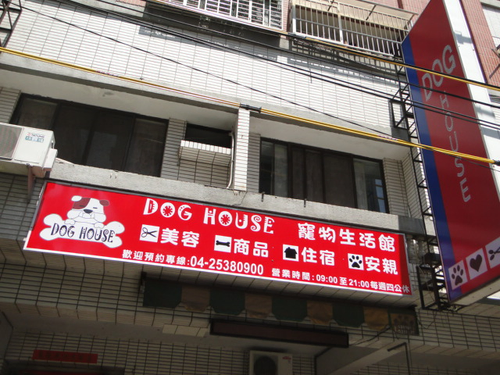 DOG HOUSE
DOG HOUSE 寵物生活館
DOG HOUSE
美容 商品 住宿 安親
歡迎預約專線:04-25380900 營業時間:09:00至21:00每週四公休